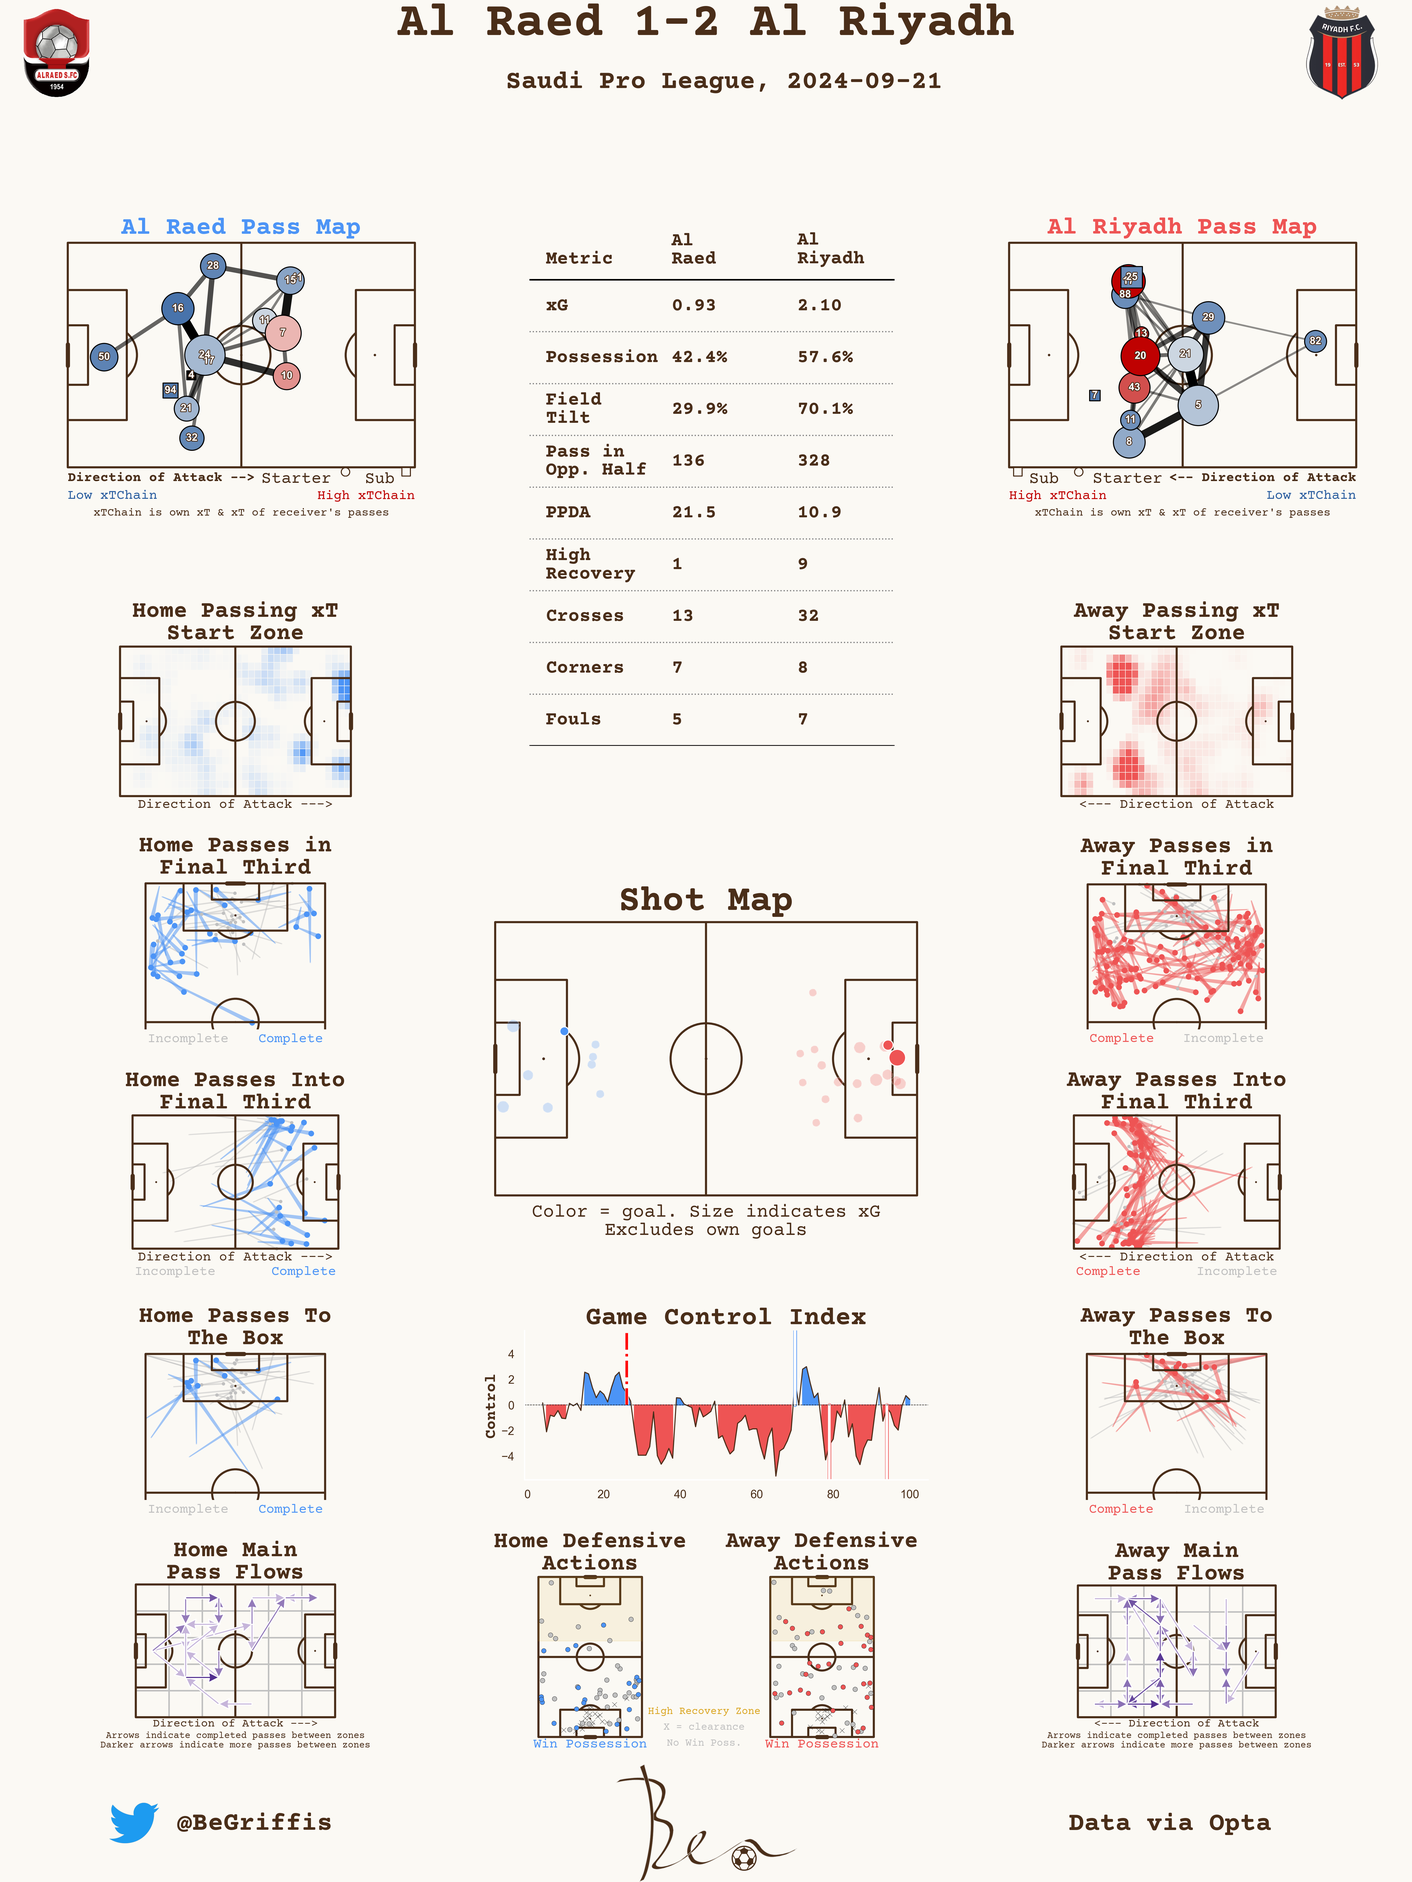 Al Raed 1-2 Al Riyadh
Saudi Pro League, 2024-09-21
ALRAED S.FC
1954
RIYADH F.C.
19 EST. 53
Al Raed Pass Map
28
15
16
11
7
50
24
17
10
4
94
21
32
Direction of Attack --> Starter Sub
Low xTChain High xTChain
xTChain is own xT & xT of receiver's passes
Metric Al Raed Al Riyadh
xG 0.93 2.10
Possession 42.4% 57.6%
Field Tilt 29.9% 70.1%
Pass in Opp. Half 136 328
PPDA 21.5 10.9
High Recovery 1 9
Crosses 13 32
Corners 7 8
Fouls 5 7
Al Riyadh Pass Map
25
88
29
13
82
20
21
43
7
5
11
8
Sub Starter <-- Direction of Attack
High xTChain Low xTChain
xTChain is own xT & xT of receiver's passes
Home Passing xT
Start Zone
Direction of Attack --->
Away Passing xT
Start Zone
<--- Direction of Attack
Home Passes in
Final Third
Incomplete Complete
Away Passes in
Final Third
Complete Incomplete
Shot Map
Color = goal. Size indicates xG
Excludes own goals
Home Passes Into
Final Third
Direction of Attack --->
Incomplete Complete
Away Passes Into
Final Third
<--- Direction of Attack
Complete Incomplete
Home Passes To
The Box
Incomplete Complete
Game Control Index
Control
4
2
0
−2
−4
0 20 40 60 80 100
Away Passes To
The Box
Complete Incomplete
Home Main
Pass Flows
Direction of Attack --->
Arrows indicate completed passes between zones
Darker arrows indicate more passes between zones
Home Defensive
Actions
Win Possession
Away Defensive
Actions
Win Possession
High Recovery Zone
X = clearance
No Win Poss.
Away Main
Pass Flows
<--- Direction of Attack
Arrows indicate completed passes between zones
Darker arrows indicate more passes between zones
@BeGriffis
Ben
Data via Opta